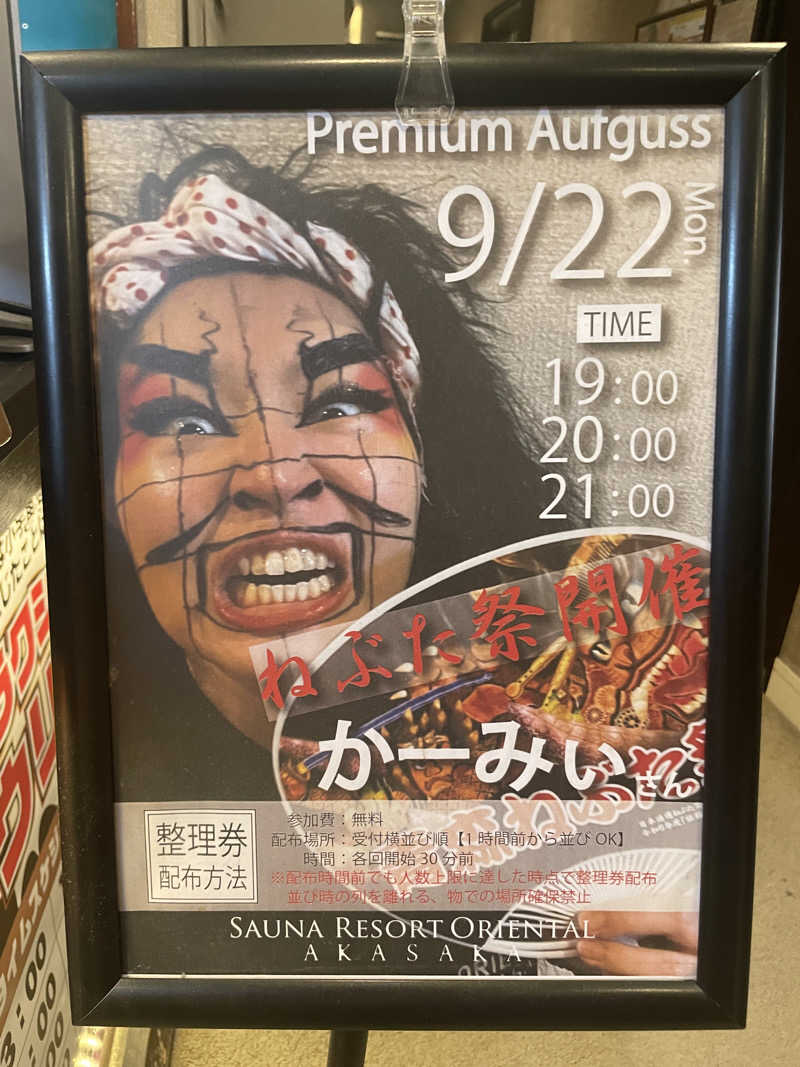 Premium Aufguss
9/22
Mon.
TIME
19:00
20:00
21:00
ねぶた祭開催
かーみぃさん
整理券
配布方法
参加費：無料
配布場所：受付横並び順【1時間前から並びOK】
時間：各回開始30分前
※配布時間前でも人数上限に達した時点で整理券配布
並び時の列を離れる、物での場所確保禁止
SAUNA RESORT ORIENTAL
AKASAKA